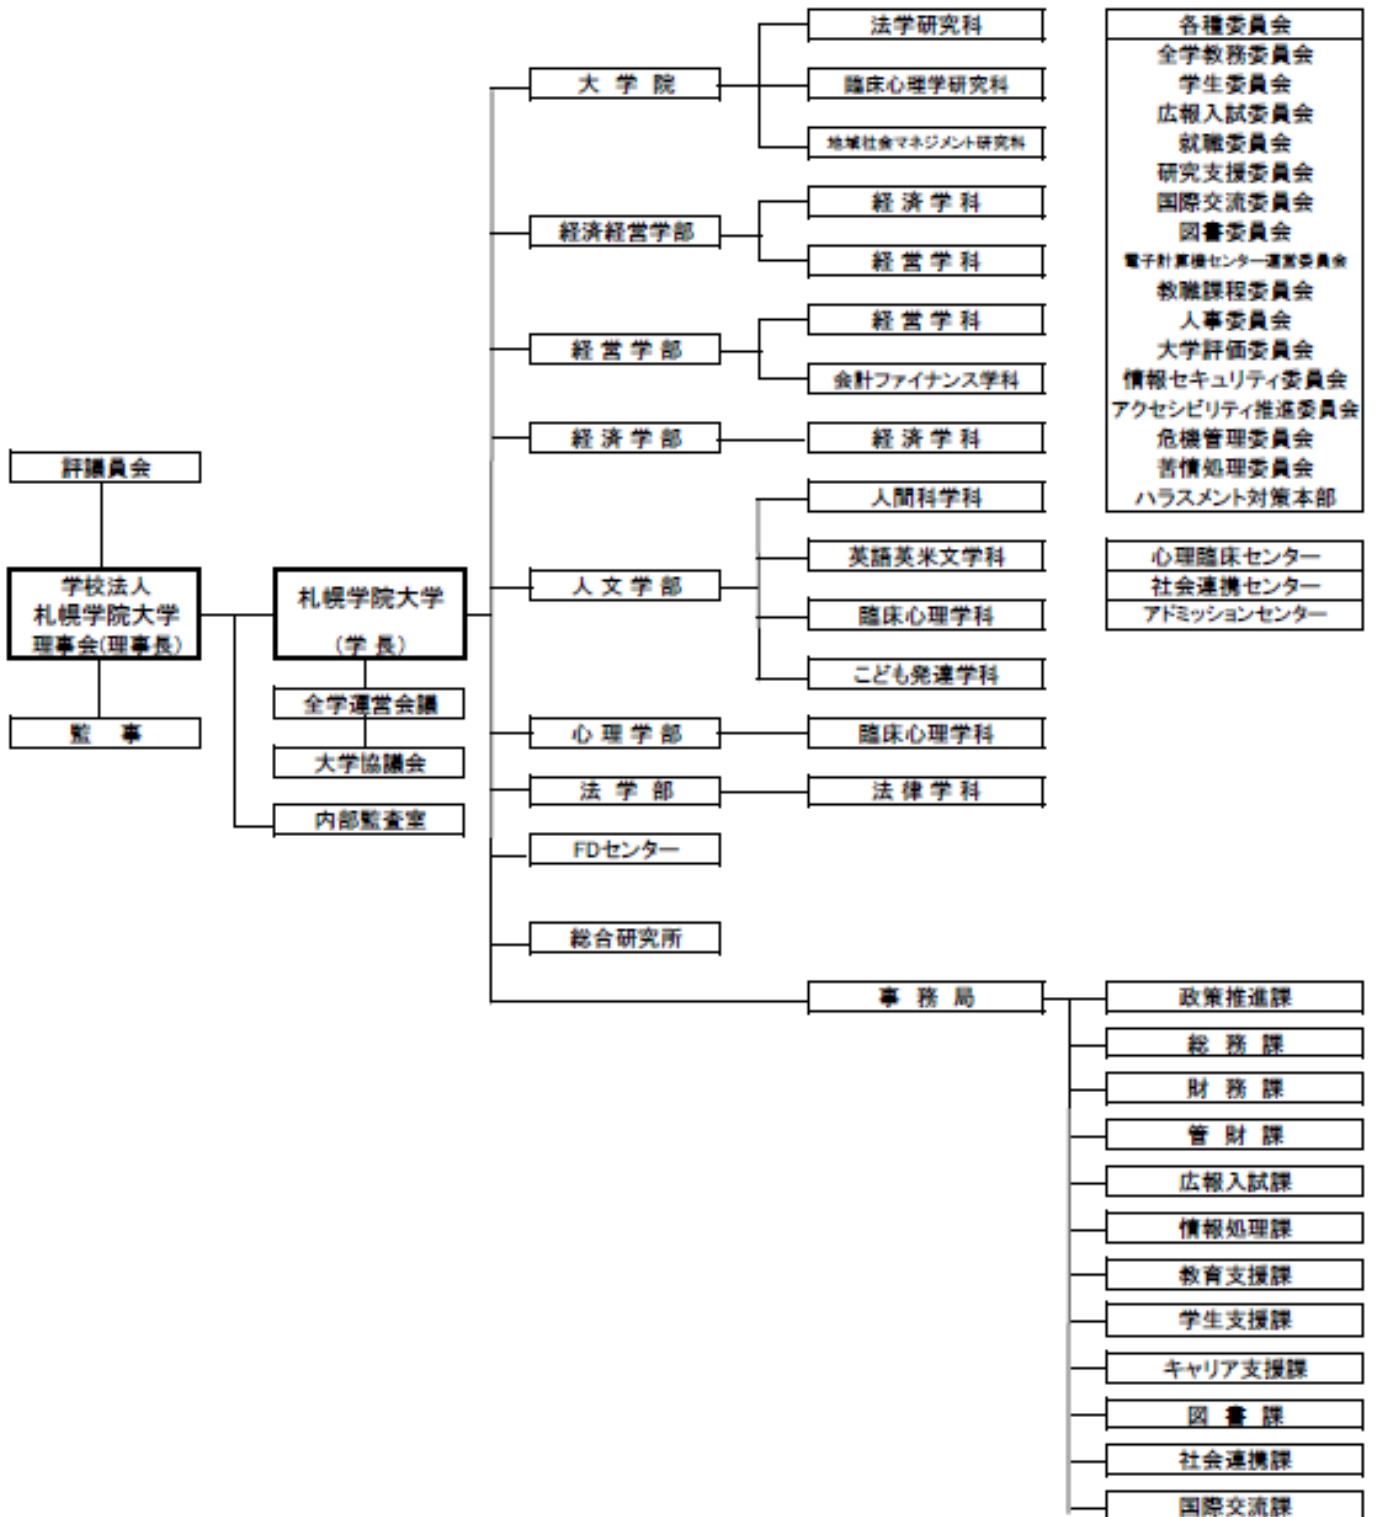 評議員会
学校法人
札幌学院大学
理事会(理事長)
監　事
札幌学院大学
(学 長)
全学運営会議
大学協議会
内部監査室
大 学 院
法学研究科
臨床心理学研究科
地域社会マネジメント研究科
経済経営学部
経 済 学 科
経 営 学 科
経 営 学 部
経 営 学 科
会計ファイナンス学科
経 済 学 部
経 済 学 科
人 文 学 部
人間科学科
英語英米文学科
臨床心理学科
こども発達学科
心 理 学 部
臨床心理学科
法 学 部
法 律 学 科
FDセンター
総合研究所
事 務 局
各種委員会
全学教務委員会
学生委員会
広報入試委員会
就職委員会
研究支援委員会
国際交流委員会
図書委員会
電子計算機センター運営委員会
教職課程委員会
人事委員会
大学評価委員会
情報セキュリティ委員会
アクセシビリティ推進委員会
危機管理委員会
苦情処理委員会
ハラスメント対策本部
心理臨床センター
社会連携センター
アドミッションセンター
政策推進課
総 務 課
財 務 課
管 財 課
広報入試課
情報処理課
教育支援課
学生支援課
キャリア支援課
図 書 課
社会連携課
国際交流課